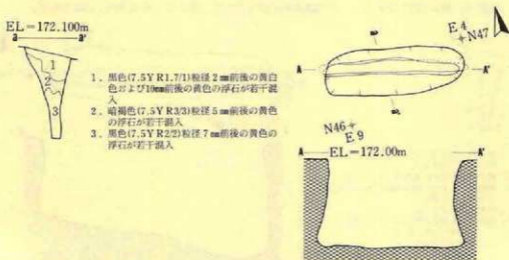 EL=172.100m
a a'
1
2
3
1. 黒色(7.5YR1.7/1)粒径2㎜前後の黄白
色および10㎜前後の黄色の浮石が若干混
入
2. 暗褐色(7.5YR3/3)粒径5㎜前後の黄色
の浮石が若干混入
3. 黒色(7.5YR2/2)粒径7㎜前後の黄色の
浮石が若干混入
E4
+N47
A A'
N46+
E9
A EL=172.00m A'